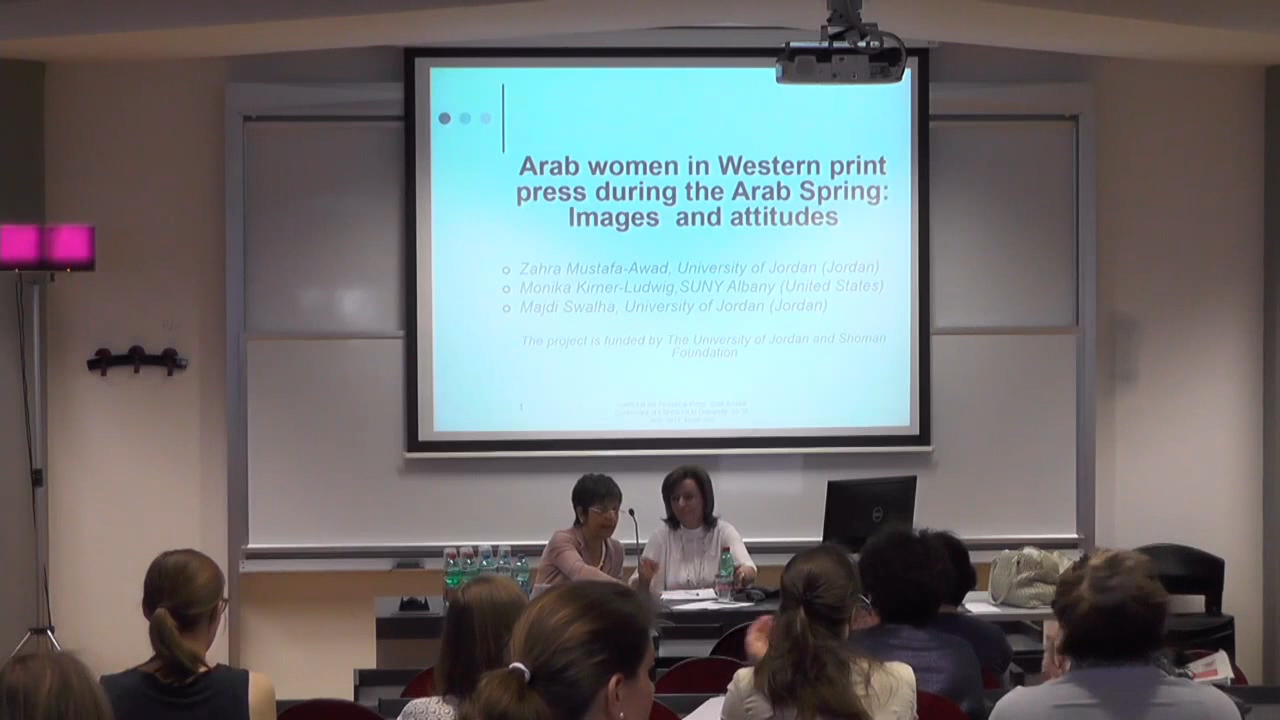 Arab women in Western print
press during the Arab Spring:
Images and attitudes
Zahra Mustafa-Awad, University of Jordan (Jordan)
Monika Kirner-Ludwig,SUNY Albany (United States)
Majdi Swalha, University of Jordan (Jordan)
The project is funded by The University of Jordan and Shoman
Foundation
1
DELL